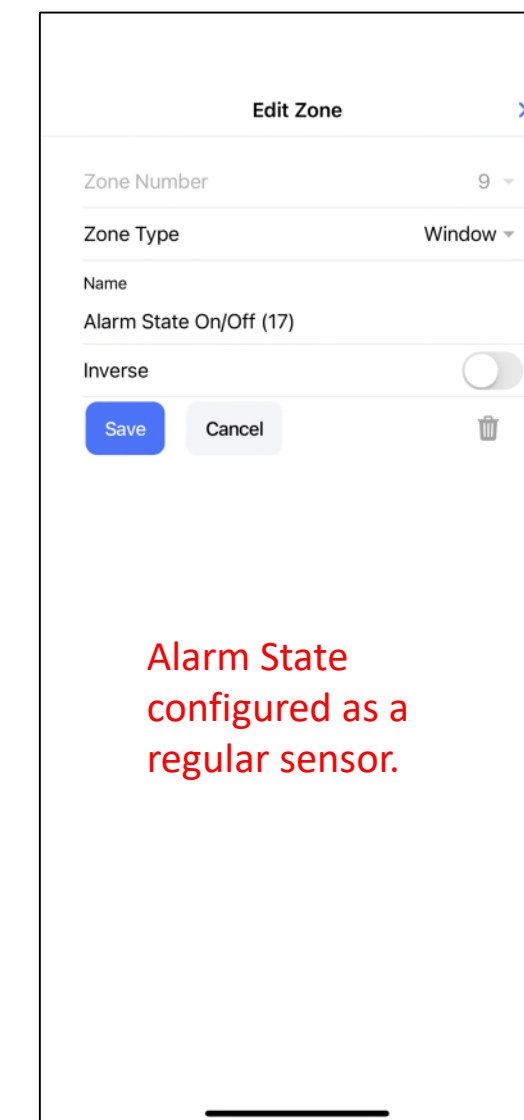 Edit Zone
Zone Number 9
Zone Type Window
Name
Alarm State On/Off (17)
Inverse
Save Cancel
Alarm State
configured as a
regular sensor.